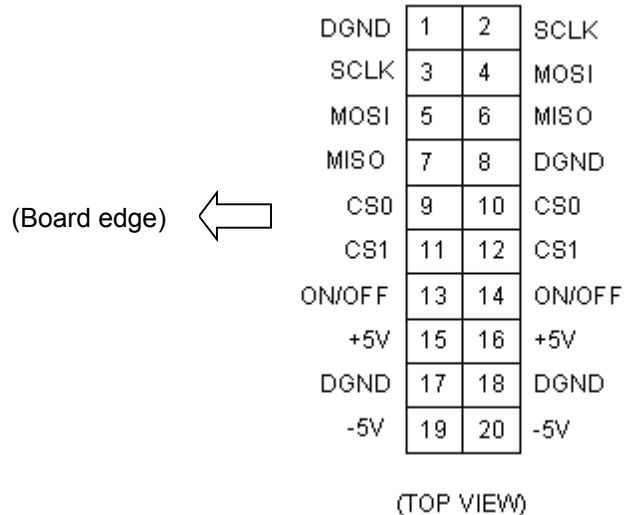 DGND 1 2 SCLK
SCLK 3 4 MOSI
MOSI 5 6 MISO
MISO 7 8 DGND
(Board edge) CS0 9 10 CS0
CS1 11 12 CS1
ON/OFF 13 14 ON/OFF
+5V 15 16 +5V
DGND 17 18 DGND
-5V 19 20 -5V
(TOP VIEW)